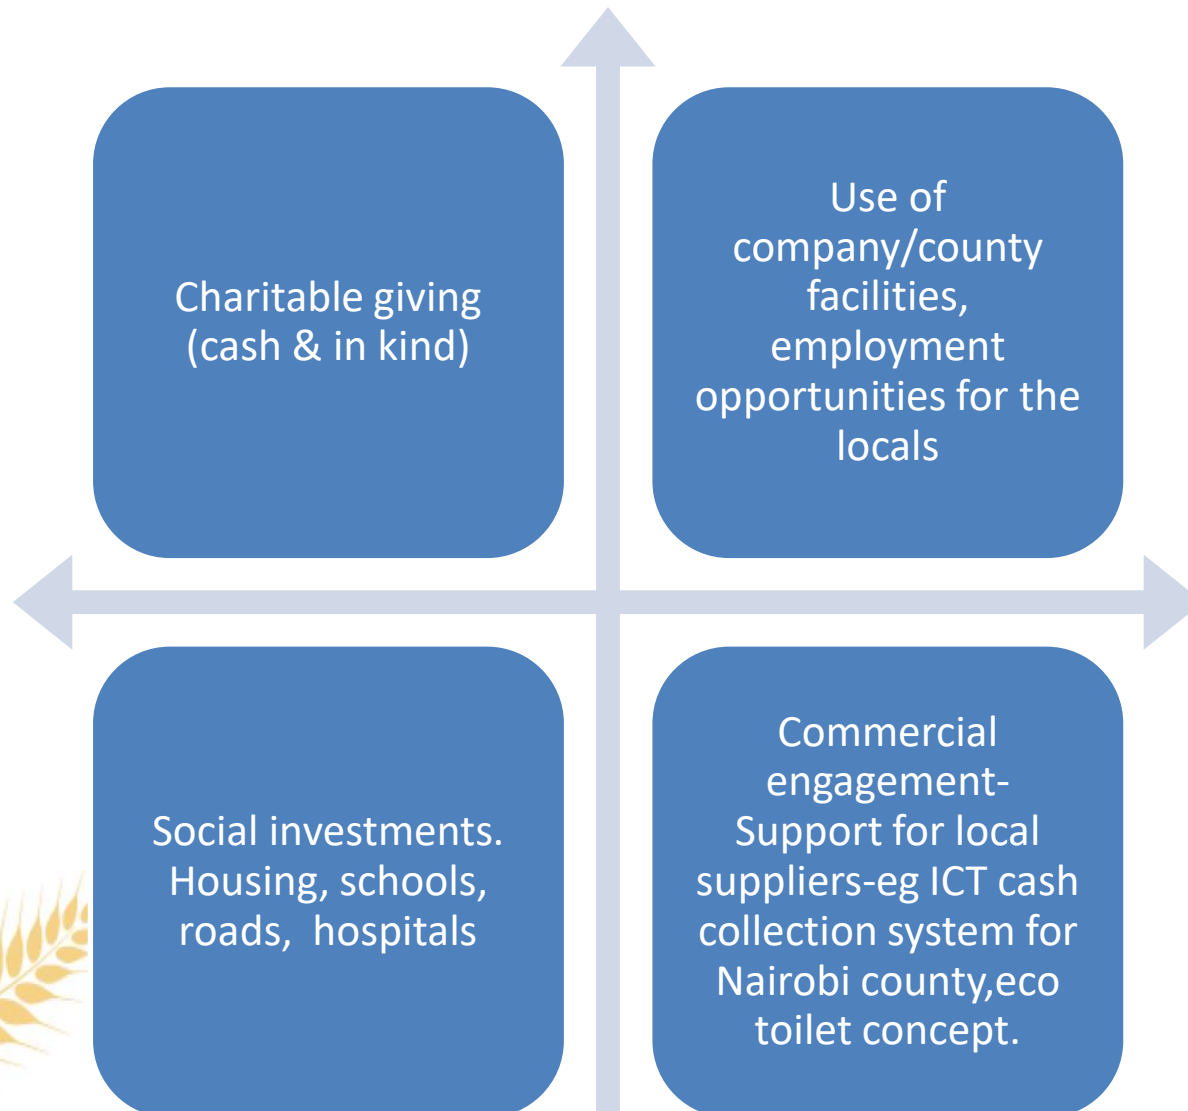 Charitable giving
(cash & in kind)
Use of
company/county
facilities,
employment
opportunities for the
locals
Social investments.
Housing, schools,
roads,  hospitals
Commercial
engagement-
Support for local
suppliers-eg ICT cash
collection system for
Nairobi county,eco
toilet concept.